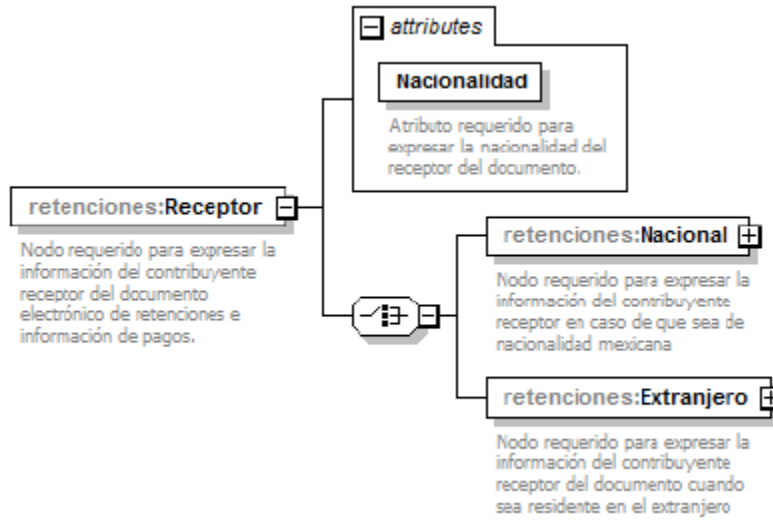 attributes
Nacionalidad
Atributo requerido para
expresar la nacionalidad del
receptor del documento.
retenciones:Receptor
Nodo requerido para expresar la
información del contribuyente
receptor del documento
electrónico de retenciones e
información de pagos.
retenciones:Nacional
Nodo requerido para expresar la
información del contribuyente
receptor en caso de que sea de
nacionalidad mexicana
retenciones:Extranjero
Nodo requerido para expresar la
información del contribuyente
receptor del documento cuando
sea residente en el extranjero